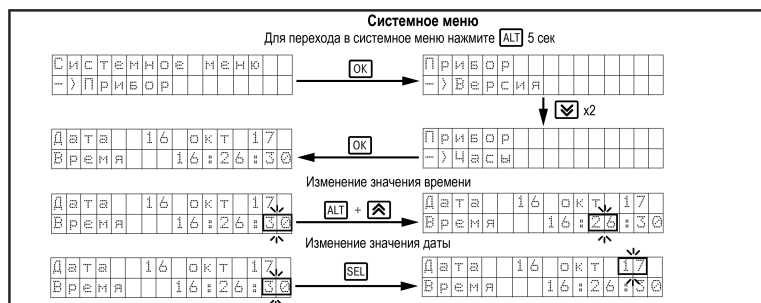 Системное меню
Для перехода в системное меню нажмите ALT 5 сек
Системное меню
->Прибор
OK
Прибор
->Версия
x2
Дата 16 окт 17
Время 16:26:30
OK
Прибор
->Часы
Изменение значения времени
Дата 16 окт 17
Время 16:26:30
ALT +
Дата 16 окт 17
Время 16:26:30
Изменение значения даты
Дата 16 окт 17
Время 16:26:30
SEL
Дата 16 окт 17
Время 16:26:30